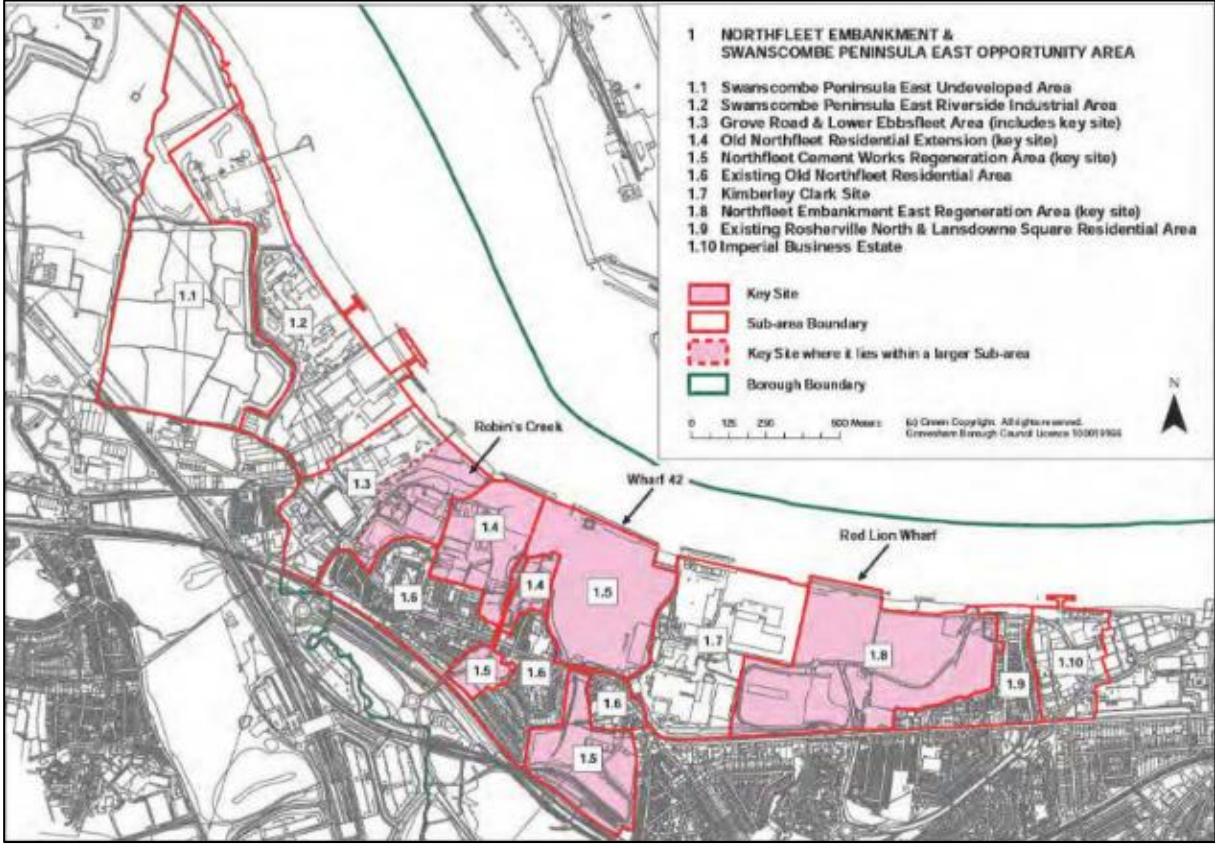 1 NORTHFLEET EMBANKMENT &
SWANSCOMBE PENINSULA EAST OPPORTUNITY AREA
1.1 Swanscombe Peninsula East Undeveloped Area
1.2 Swanscombe Peninsula East Riverside Industrial Area
1.3 Grove Road & Lower Ebbsfleet Area (includes key site)
1.4 Old Northfleet Residential Extension (key site)
1.5 Northfleet Cement Works Regeneration Area (key site)
1.6 Existing Old Northfleet Residential Area
1.7 Kimberley Clark Site
1.8 Northfleet Embankment East Regeneration Area (key site)
1.9 Existing Rosherville North & Lansdowne Square Residential Area
1.10 Imperial Business Estate
Key Site
Sub-area Boundary
Key Site where it lies within a larger Sub-area
Borough Boundary
N
0 125 250 500 Meters
(c) Crown Copyright. All rights reserved.
Gravesham Borough Council Licence
1.1
1.2
Robin's Creek
1.3
Wharf 42
1.4
Red Lion Wharf
1.4
1.5
1.6
1.7
1.8
1.5
1.6
1.9
1.10
1.6
1.5